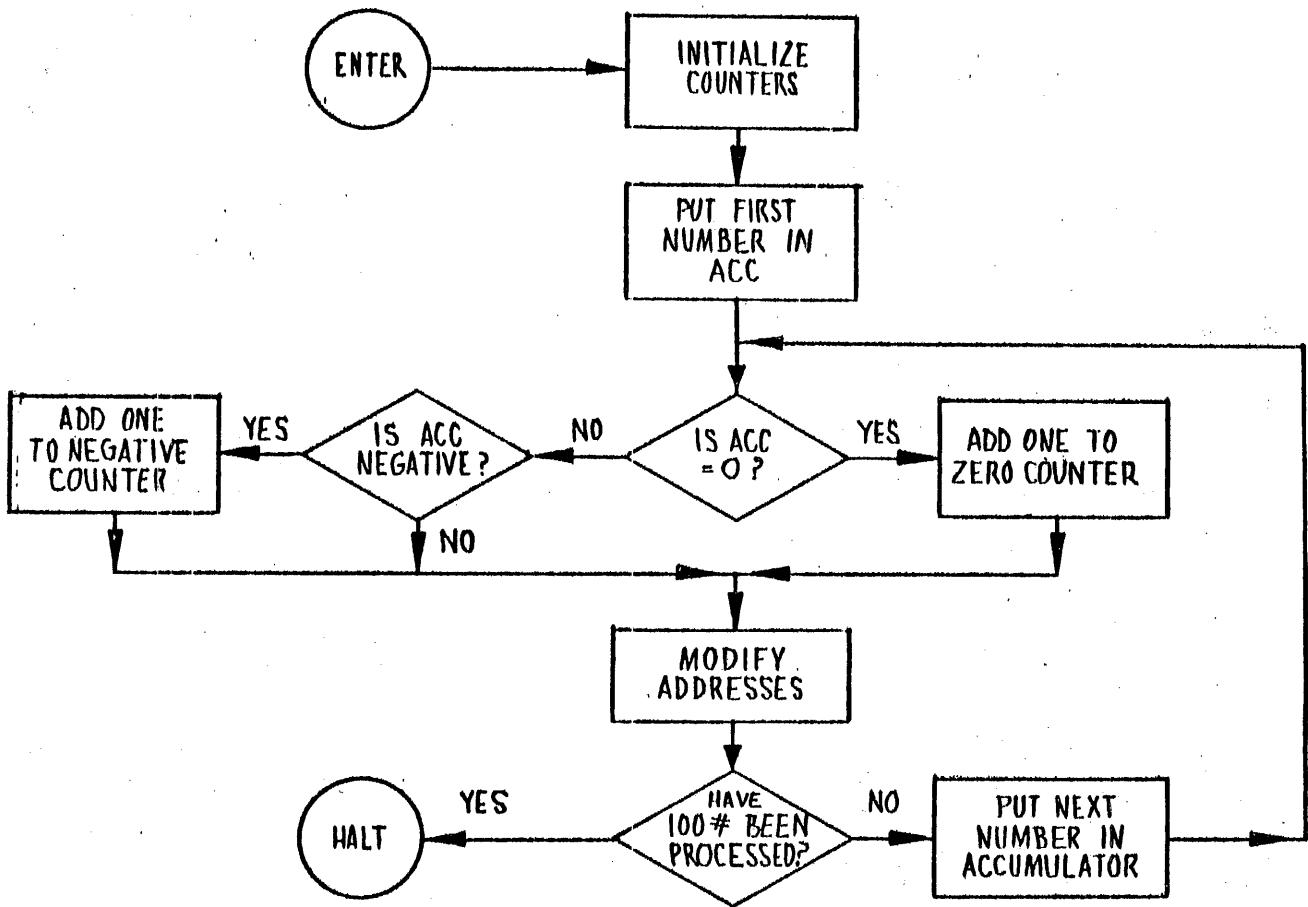 ENTER
INITIALIZE
COUNTERS
PUT FIRST
NUMBER IN
ACC
ADD ONE
TO NEGATIVE
COUNTER
YES
IS ACC
NEGATIVE?
NO
IS ACC
=0?
YES
ADD ONE TO
ZERO COUNTER
NO
MODIFY
ADDRESSES
HALT
YES
HAVE
100# BEEN
PROCESSED?
NO
PUT NEXT
NUMBER IN
ACCUMULATOR